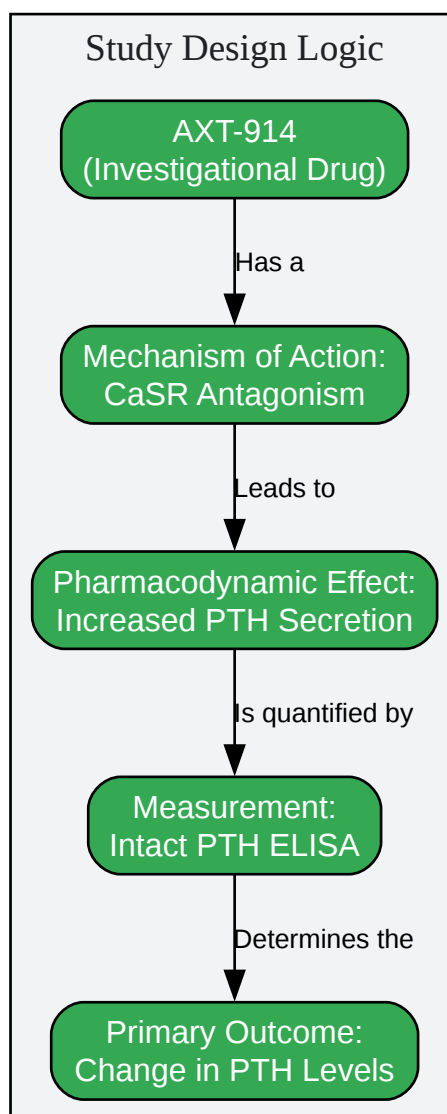 Study Design Logic
AXT-914
(Investigational Drug)
Has a
Mechanism of Action:
CaSR Antagonism
Leads to
Pharmacodynamic Effect:
Increased PTH Secretion
Is quantified by
Measurement:
Intact PTH ELISA
Determines the
Primary Outcome:
Change in PTH Levels